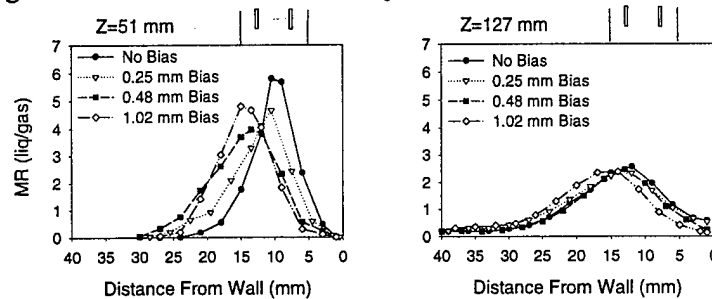 Z=51 mm
7
6
5
4
3
2
1
0
MR (liq/gas)
No Bias
0.25 mm Bias
0.48 mm Bias
1.02 mm Bias
40 35 30 25 20 15 10 5 0
Distance From Wall (mm)
Z=127 mm
7
6
5
4
3
2
1
0
No Bias
0.25 mm Bias
0.48 mm Bias
1.02 mm Bias
40 35 30 25 20 15 10 5 0
Distance From Wall (mm)